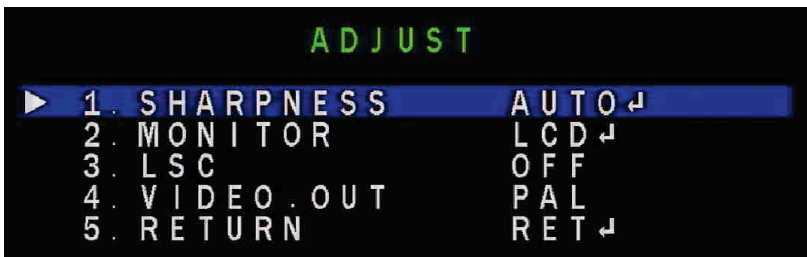 ADJUST
1. SHARPNESS AUTO↲
2. MONITOR LCD↲
3. LSC OFF
4. VIDEO.OUT PAL
5. RETURN RET↲